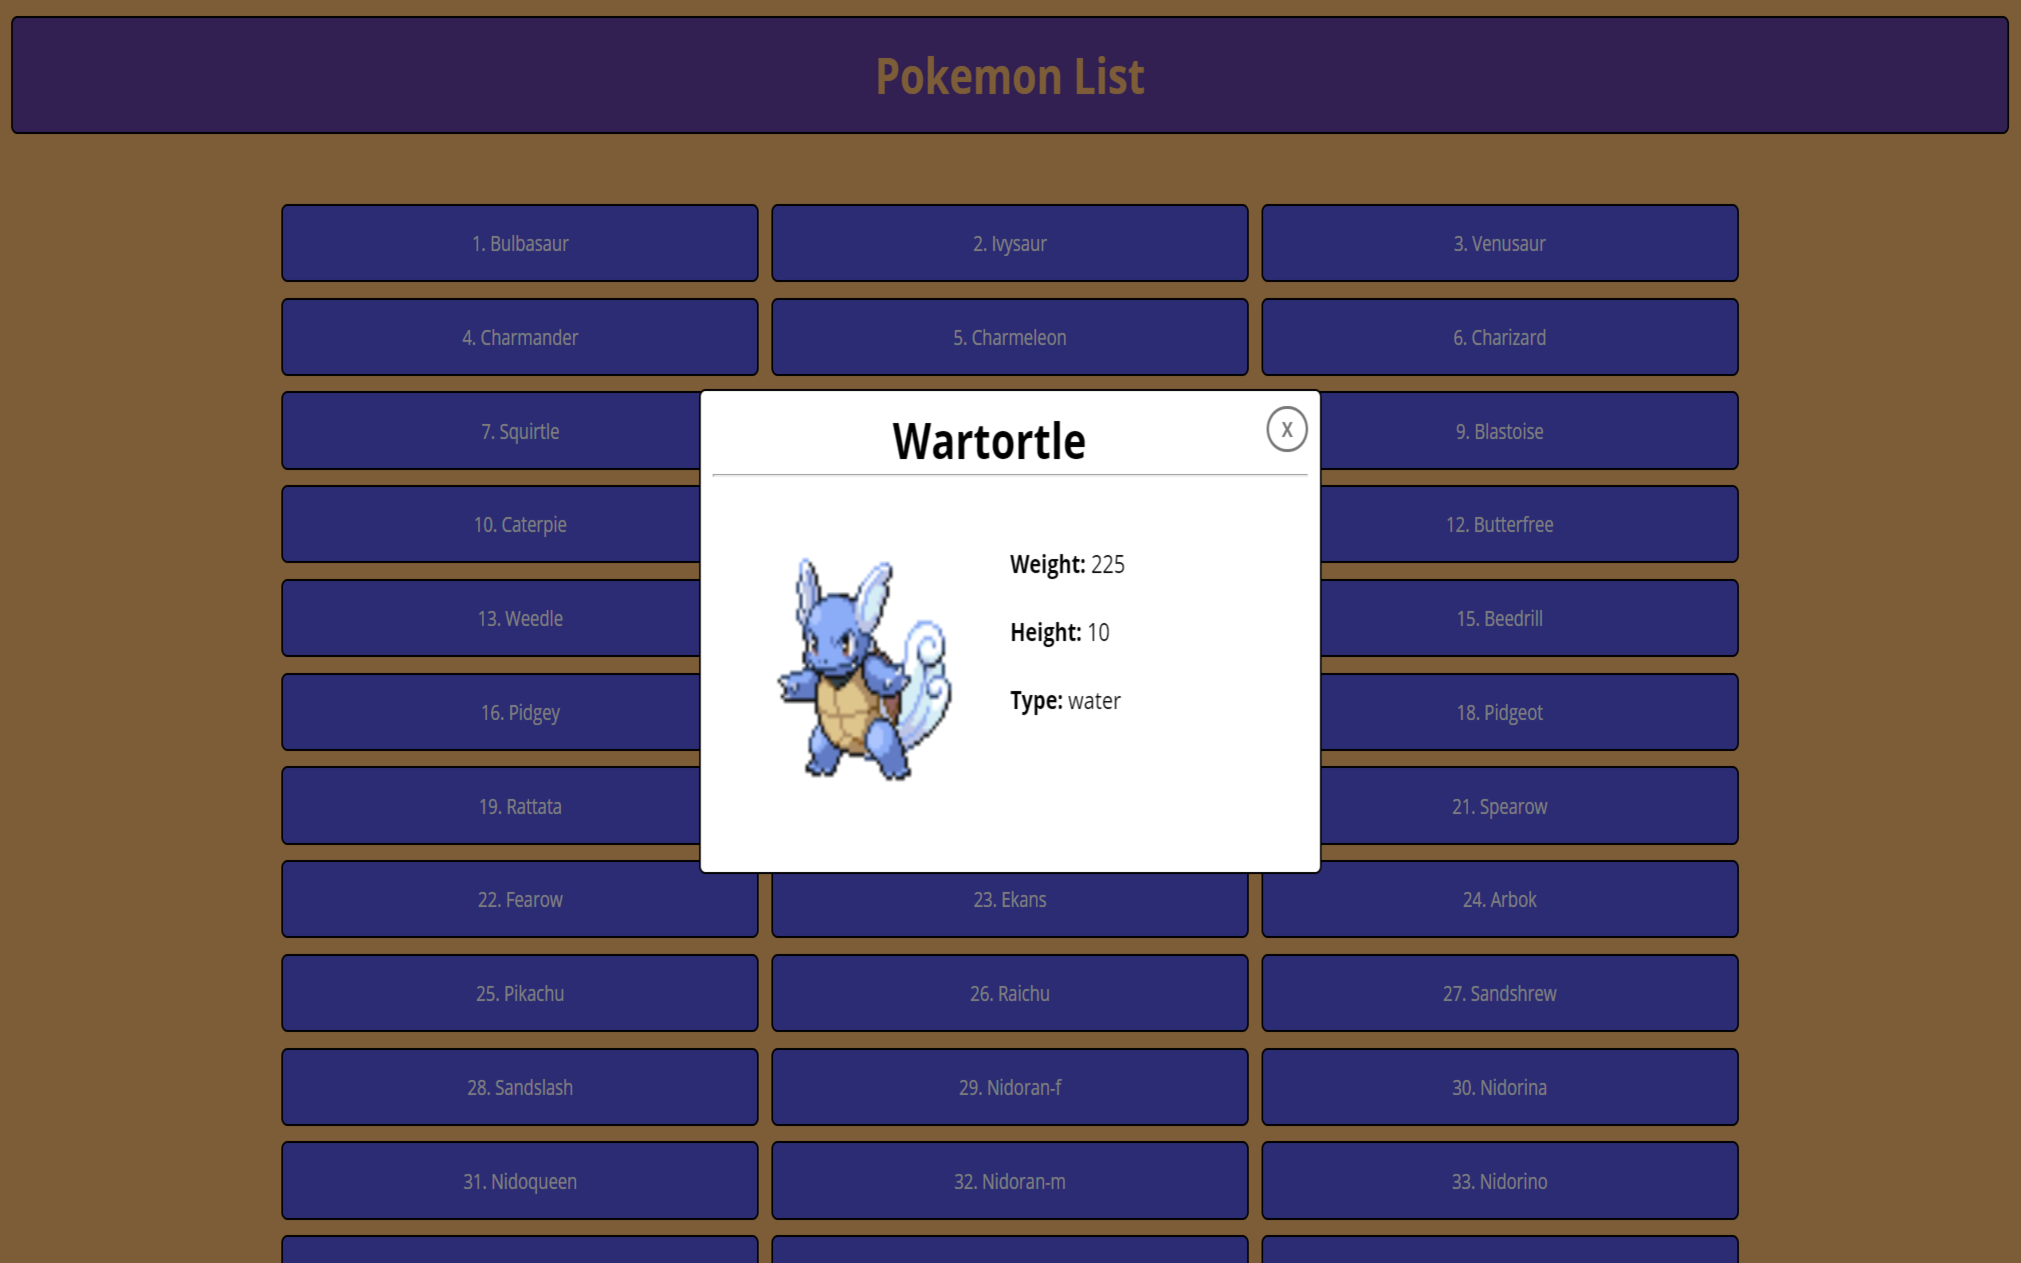 Pokemon List
1. Bulbasaur
2. Ivysaur
3. Venusaur
4. Charmander
5. Charmeleon
6. Charizard
7. Squirtle
9. Blastoise
10. Caterpie
12. Butterfree
13. Weedle
15. Beedrill
16. Pidgey
18. Pidgeot
19. Rattata
21. Spearow
Wartortle
X
Weight: 225
Height: 10
Type: water
22. Fearow
23. Ekans
24. Arbok
25. Pikachu
26. Raichu
27. Sandshrew
28. Sandslash
29. Nidoran-f
30. Nidorina
31. Nidoqueen
32. Nidoran-m
33. Nidorino